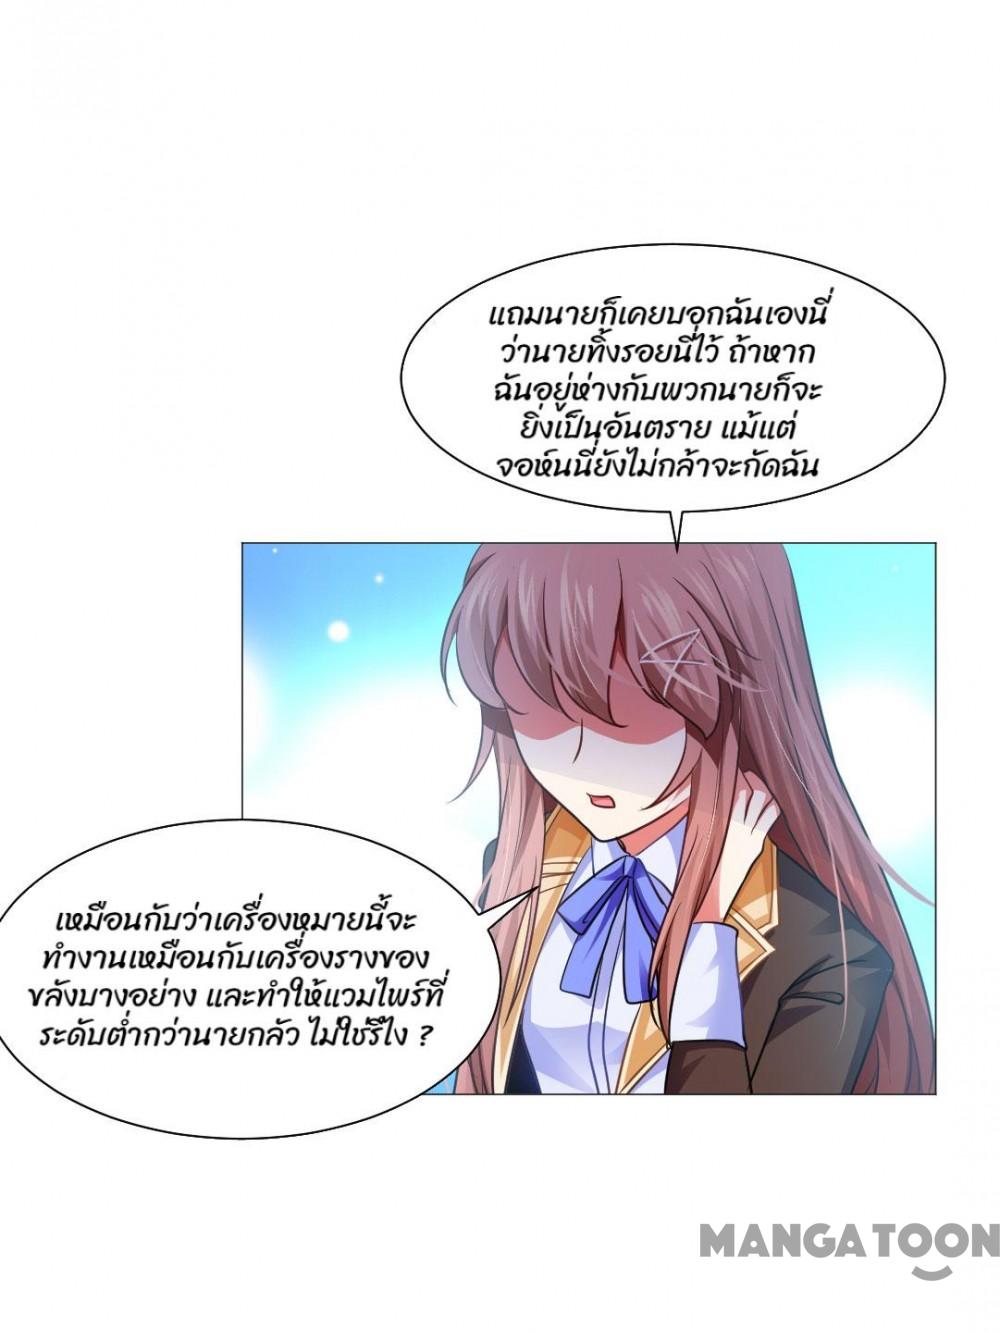 แถมนายก็เคยบอกฉันเองนี่
ว่านายทิ้งรอยนี่ไว้ ถ้าหาก
ฉันอยู่ห่างกับพวกนายก็จะ
ยิ่งเป็นอันตราย แม้แต่
จอห์นนี่ยังไม่กล้าจะกัดฉัน
เหมือนกับว่าเครื่องหมายนี้จะ
ทำงานเหมือนกับเครื่องรางของ
ขลังบางอย่าง และทำให้แวมไพร์ที่
ระดับต่ำกว่านายกลัว ไม่ใช่รึไง ?
MANGATOON